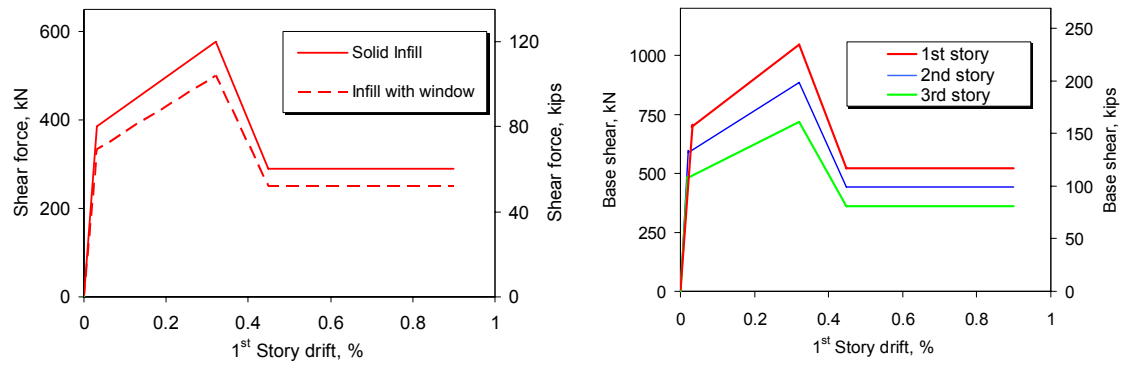 600
400
200
0
Shear force, kN
Solid Infill
Infill with window
120
80
40
0
Shear force, kips
0 0.2 0.4 0.6 0.8 1
1st Story drift, %
1000
750
500
250
0
Base shear, kN
1st story
2nd story
3rd story
250
200
150
100
50
0
Base shear, kips
0 0.2 0.4 0.6 0.8 1
1st Story drift, %